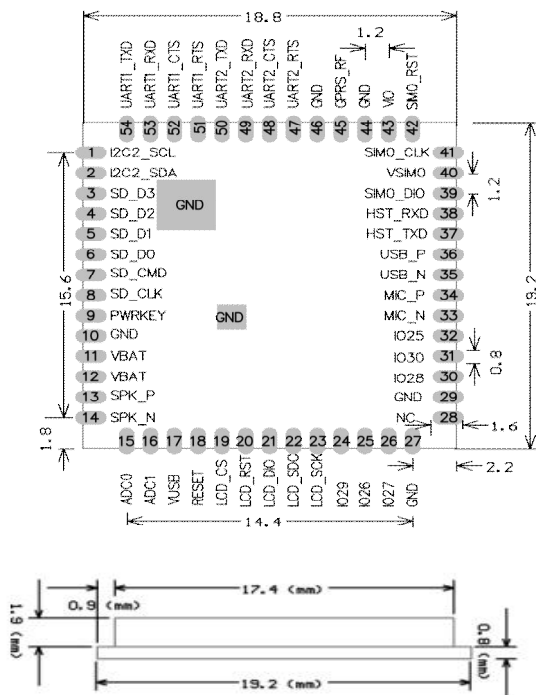 18.8
1.2
UART1_TXD
UART1_RXD
UART1_CTS
UART1_RTS
UART2_TXD
UART2_RXD
UART2_CTS
UART2_RTS
GND
GPRS_RF
GND
VIO
SIM0_RST
54 53 52 51 50 49 48 47 46 45 44 43 42
1 I2C2_SCL
2 I2C2_SDA
3 SD_D3
4 SD_D2
5 SD_D1
6 SD_D0
7 SD_CMD
8 SD_CLK
9 PWRKEY
10 GND
11 VBAT
12 VBAT
13 SPK_P
14 SPK_N
GND
GND
SIM0_CLK 41
VSIM0 40
SIM0_DIO 39
HST_RXD 38
HST_TXD 37
USB_P 36
USB_N 35
MIC_P 34
MIC_N 33
IO25 32
IO30 31
IO28 30
GND 29
NC 28
15.6
1.8
1.2
19.2
0.8
1.6
2.2
15 16 17 18 19 20 21 22 23 24 25 26 27
ADC0
ADC1
VUSB
RESET
LCD_CS
LCD_RST
LCD_DIO
LCD_SDC
LCD_SCK
IO29
IO26
IO27
GND
14.4
17.4 (mm)
0.9 (mm)
1.9 (mm)
0.8 (mm)
19.2 (mm)